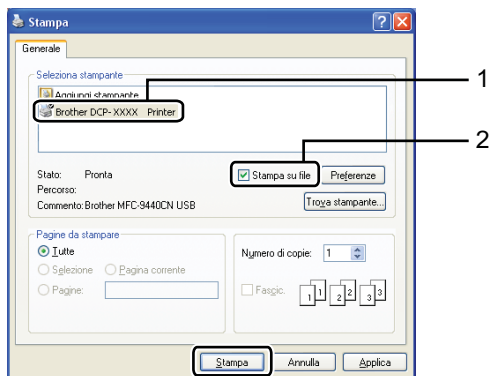 Stampa
Generale
Seleziona stampante
Aggiungi stampante
Brother DCP-XXXX Printer
1
2
Stato: Pronta
Stampa su file
Preferenze
Percorso:
Commento: Brother MFC-9440CN USB
Trova stampante...
Pagine da stampare
Tutte
Selezione
Pagina corrente
Pagine:
Numero di copie: 1
Fascic.
1 1 2 2 3 3
Stampa
Annulla
Applica